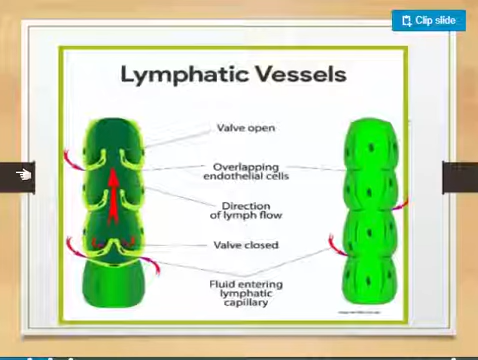 Clip slide
Lymphatic Vessels
Valve open
Overlapping
endothelial cells
Direction
of lymph flow
Valve closed
Fluid entering
lymphatic
capillary